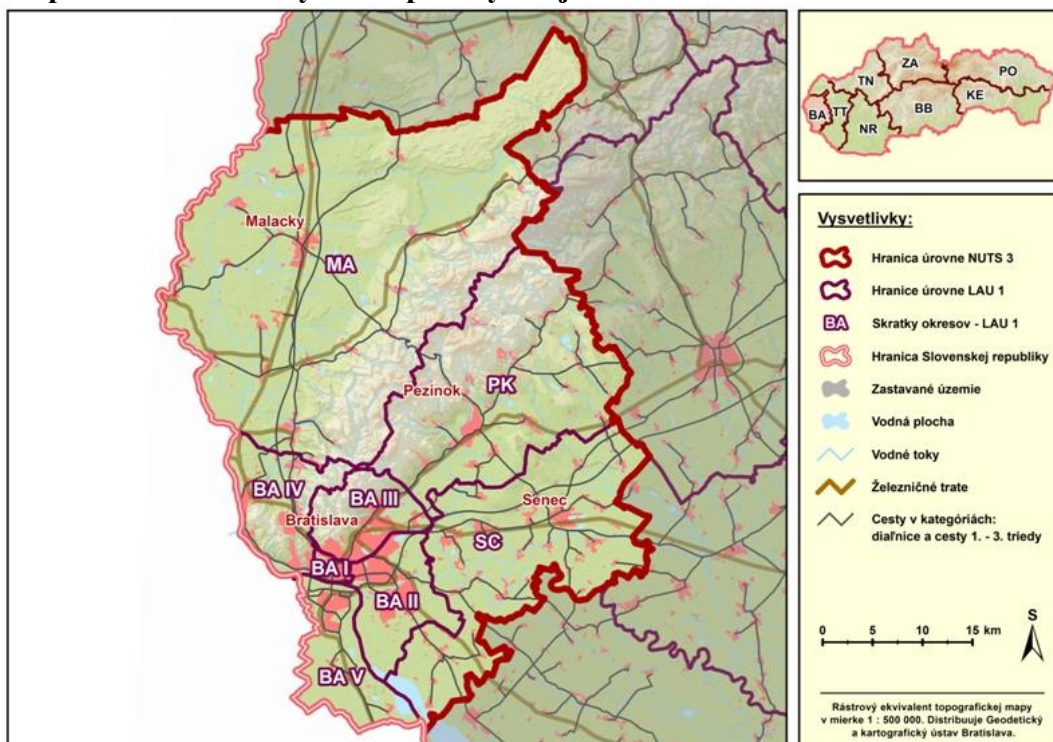 Malacky
MA
Pezinok
PK
BA IV
BA III
Bratislava
Senec
SC
BA I
BA II
BA V
ZA
PO
TN
KE
BA
TT
BB
NR
Vysvetlivky:
Hranica úrovne NUTS 3
Hranice úrovne LAU 1
BA
Skratky okresov - LAU 1
Hranica Slovenskej republiky
Zastavané územie
Vodná plocha
Vodné toky
Železničné trate
Cesty v kategóriách:
diaľnice a cesty 1. - 3. triedy
S
0 5 10 15 km
Rástrový ekvivalent topografickej mapy
v mierke 1 : 500 000. Distribuuje Geodetický
a kartografický ústav Bratislava.